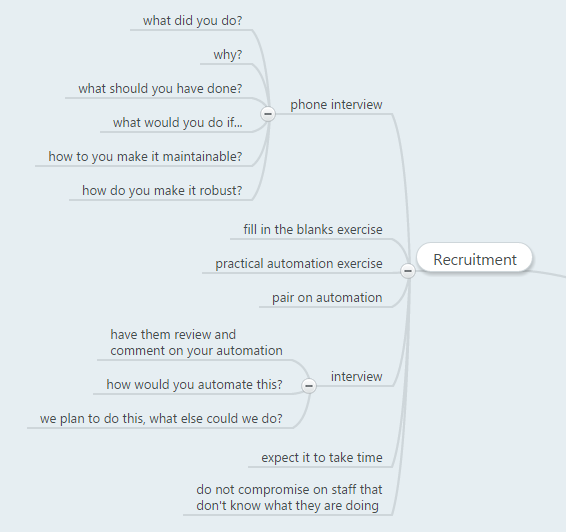 what did you do?
why?
what should you have done?
phone interview
what would you do if...
how to you make it maintainable?
how do you make it robust?
fill in the blanks exercise
Recruitment
practical automation exercise
pair on automation
have them review and
comment on your automation
interview
how would you automate this?
we plan to do this, what else could we do?
expect it to take time
do not compromise on staff that
don't know what they are doing